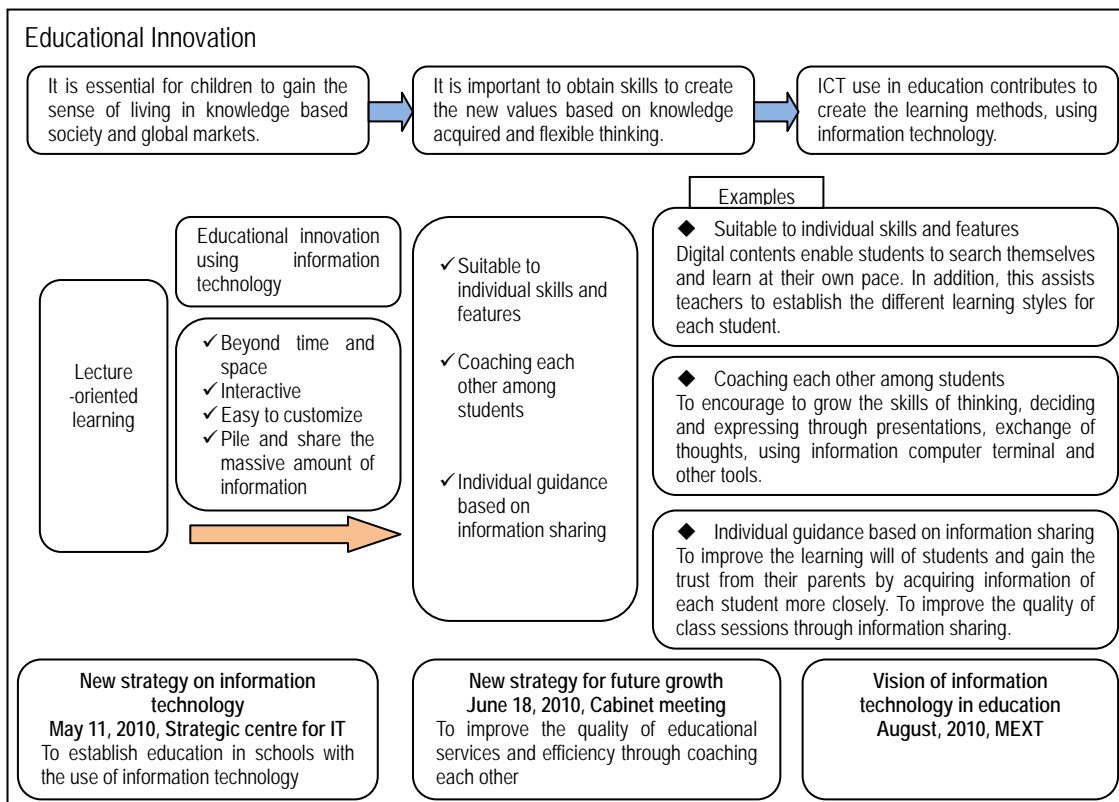 Educational Innovation
It is essential for children to gain the
sense of living in knowledge based
society and global markets.
It is important to obtain skills to create
the new values based on knowledge
acquired and flexible thinking.
ICT use in education contributes to
create the learning methods, using
information technology.
Lecture
-oriented
learning
Educational innovation
using information
technology
✓ Beyond time and
space
✓ Interactive
✓ Easy to customize
✓ Pile and share the
massive amount of
information
✓ Suitable to
individual skills and
features
✓ Coaching each
other among
students
✓ Individual guidance
based on
information sharing
Examples
◆ Suitable to individual skills and features
Digital contents enable students to search themselves
and learn at their own pace. In addition, this assists
teachers to establish the different learning styles for
each student.
◆ Coaching each other among students
To encourage to grow the skills of thinking, deciding
and expressing through presentations, exchange of
thoughts, using information computer terminal and
other tools.
◆ Individual guidance based on information sharing
To improve the learning will of students and gain the
trust from their parents by acquiring information of
each student more closely. To improve the quality of
class sessions through information sharing.
New strategy on information
technology
May 11, 2010, Strategic centre for IT
To establish education in schools with
the use of information technology
New strategy for future growth
June 18, 2010, Cabinet meeting
To improve the quality of educational
services and efficiency through coaching
each other
Vision of information
technology in education
August, 2010, MEXT